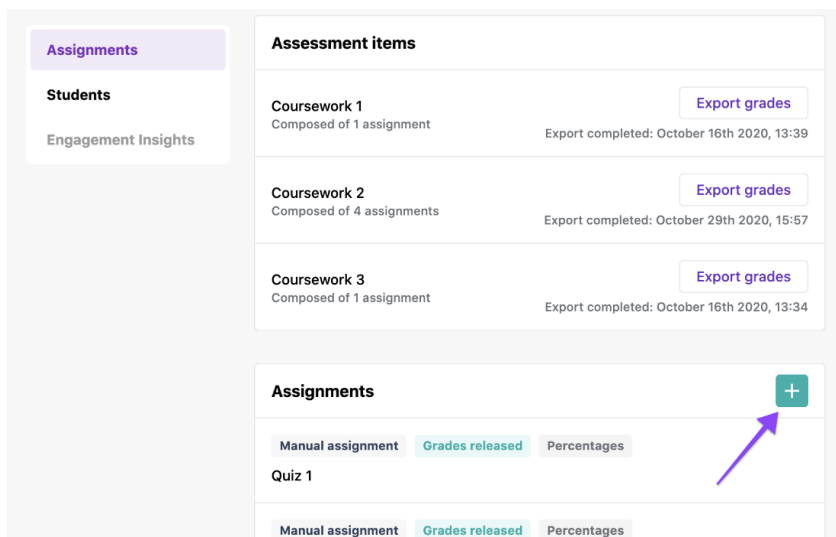 Assignments
Students
Engagement Insights
Assessment items
Coursework 1
Composed of 1 assignment
Export grades
Export completed: October 16th 2020, 13:39
Coursework 2
Composed of 4 assignments
Export grades
Export completed: October 29th 2020, 15:57
Coursework 3
Composed of 1 assignment
Export grades
Export completed: October 16th 2020, 13:34
Assignments
+
Manual assignment Grades released Percentages
Quiz 1
Manual assignment Grades released Percentages